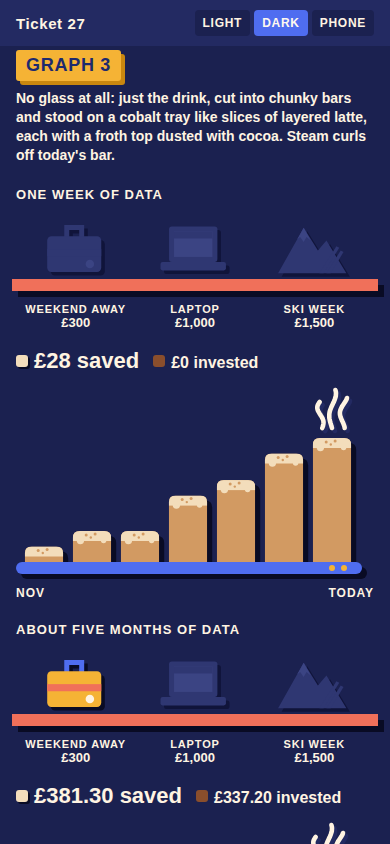 Ticket 27
LIGHT DARK PHONE
GRAPH 3
No glass at all: just the drink, cut into chunky bars
and stood on a cobalt tray like slices of layered latte,
each with a froth top dusted with cocoa. Steam curls
off today's bar.
ONE WEEK OF DATA
WEEKEND AWAY LAPTOP SKI WEEK
£300 £1,000 £1,500
£28 saved £0 invested
NOV TODAY
ABOUT FIVE MONTHS OF DATA
WEEKEND AWAY LAPTOP SKI WEEK
£300 £1,000 £1,500
£381.30 saved £337.20 invested